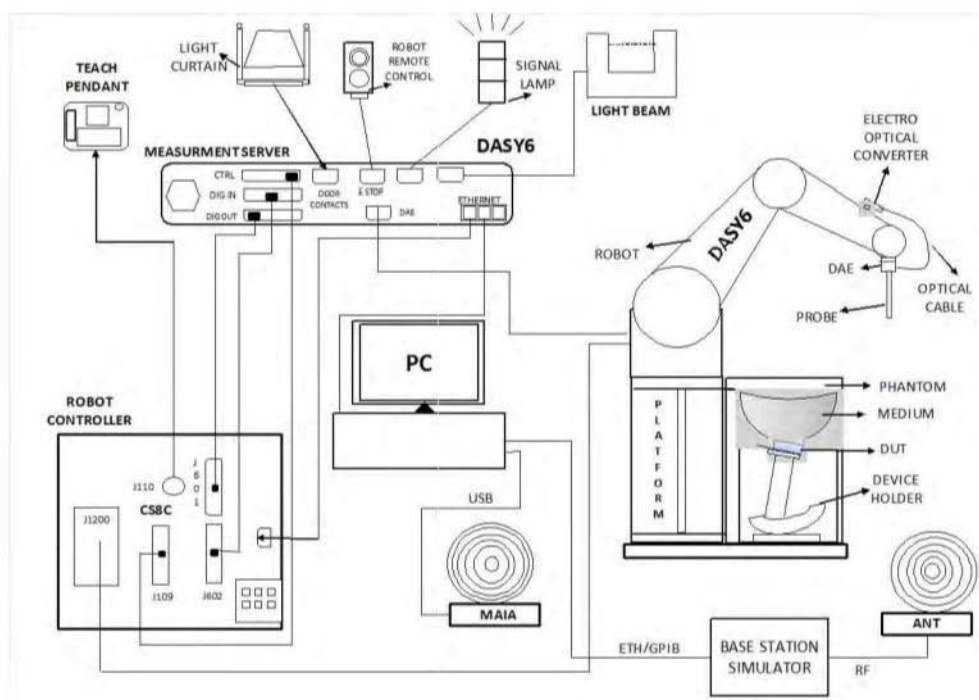 LIGHT
CURTAIN
ROBOT
REMOTE
CONTROL
SIGNAL
LAMP
LIGHT BEAM
TEACH
PENDANT
ELECTRO
OPTICAL
CONVERTER
MEASURMENT SERVER
DASY6
CTRL
DIG IN
DIG OUT
DOOR
CONTACTS
E STOP
DAE
ETHERNET
ROBOT
DASY6
DAE
OPTICAL
CABLE
PROBE
PC
ROBOT
CONTROLLER
PLATFORM
PHANTOM
MEDIUM
DUT
DEVICE
HOLDER
J110
J601
CS8C
J1200
J109
J602
USB
MAIA
ANT
ETH/GPIB
BASE STATION
SIMULATOR
RF